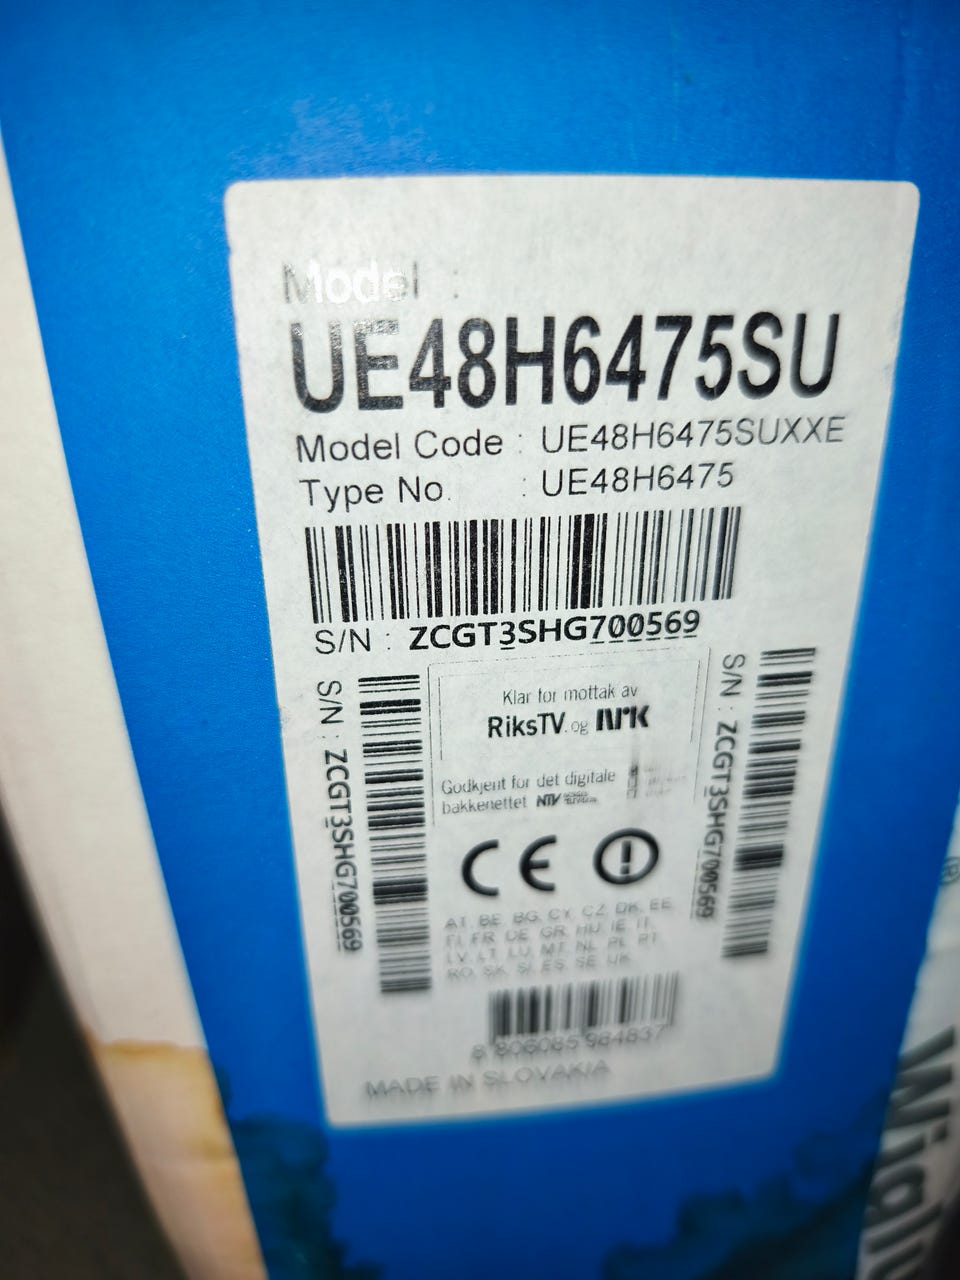 Model :
UE48H6475SU
Model Code : UE48H6475SUXXE
Type No. : UE48H6475
S/N : ZCGT3SHG700569
S/N : ZCGT3SHG700569
Klar for mottak av
RiksTV og NRK
Godkjent for det digitale
bakkenettet NTV
S/N : ZCGT3SHG700569
CE
AT. BE. BG. CY. CZ. DK. EE.
FI. FR. DE. GR. HU. IE. IT.
LV. LT. LU. MT. NL. PL. PT.
RO. SK. SI. ES. SE. UK.
8 806085 984837
MADE IN SLOVAKIA